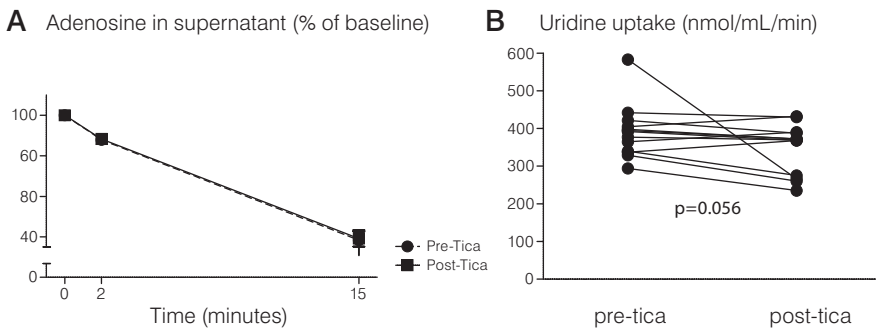 A Adenosine in supernatant (% of baseline)
100
60
80
40
0
0 2 15
Time (minutes)
Pre-Tica
Post-Tica
B Uridine uptake (nmol/mL/min)
600
500
400
300
200
100
0
p=0.056
pre-tica post-tica